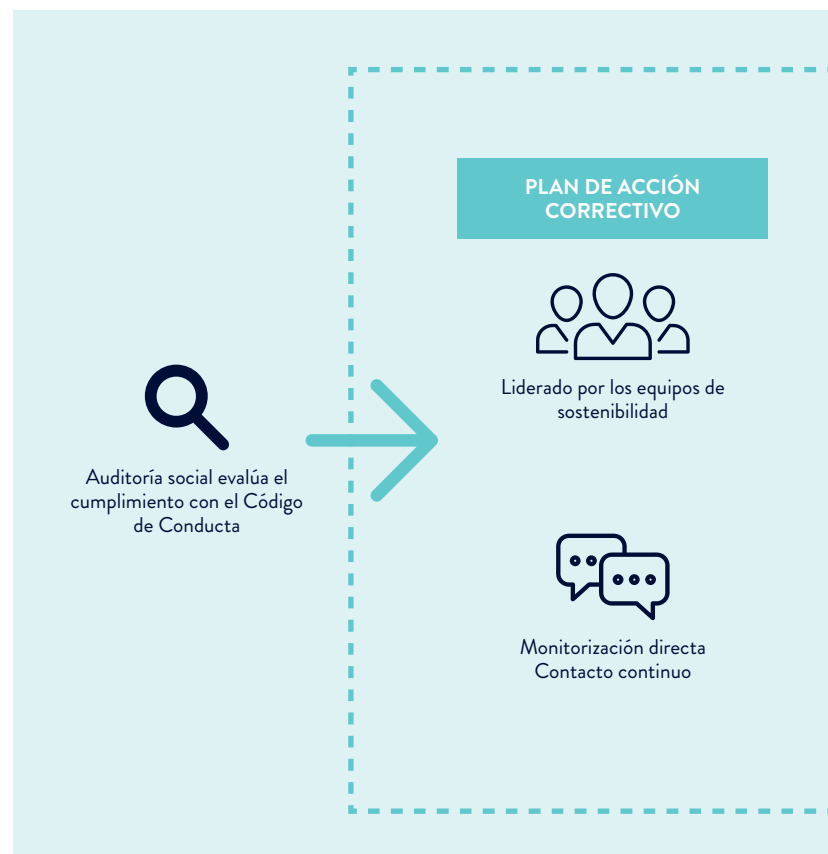 PLAN DE ACCIÓN
CORRECTIVO
Liderado por los equipos de
sostenibilidad
Auditoría social evalúa el
cumplimiento con el Código
de Conducta
Monitorización directa
Contacto continuo